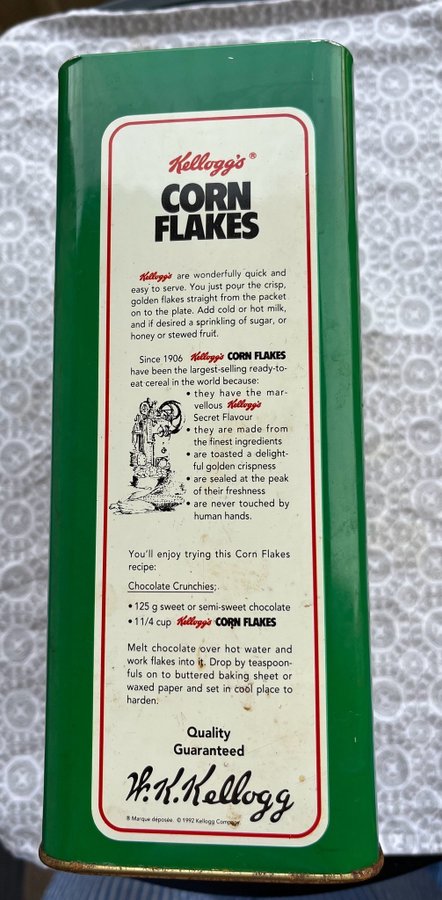 Kellogg's®
CORN
FLAKES
Kellogg's are wonderfully quick and
easy to serve. You just pour the crisp,
golden flakes straight from the packet
on to the plate. Add cold or hot milk,
and if desired a sprinkling of sugar, or
honey or stewed fruit.
Since 1906 Kellogg's CORN FLAKES
have been the largest-selling ready-to-
eat cereal in the world because:
• they have the mar-
vellous Kellogg's
Secret Flavour
• they are made from
the finest ingredients
• are toasted a delight-
ful golden crispness
• are sealed at the peak
of their freshness
• are never touched by
human hands.
You'll enjoy trying this Corn Flakes
recipe:
Chocolate Crunchies;
• 125 g sweet or semi-sweet chocolate
• 11/4 cup Kellogg's CORN FLAKES
Melt chocolate over hot water and
work flakes into it. Drop by teaspoon-
fuls on to buttered baking sheet or
waxed paper and set in cool place to
harden.
Quality
Guaranteed
W.K.Kellogg
® Marque déposée. © 1992 Kellogg Company